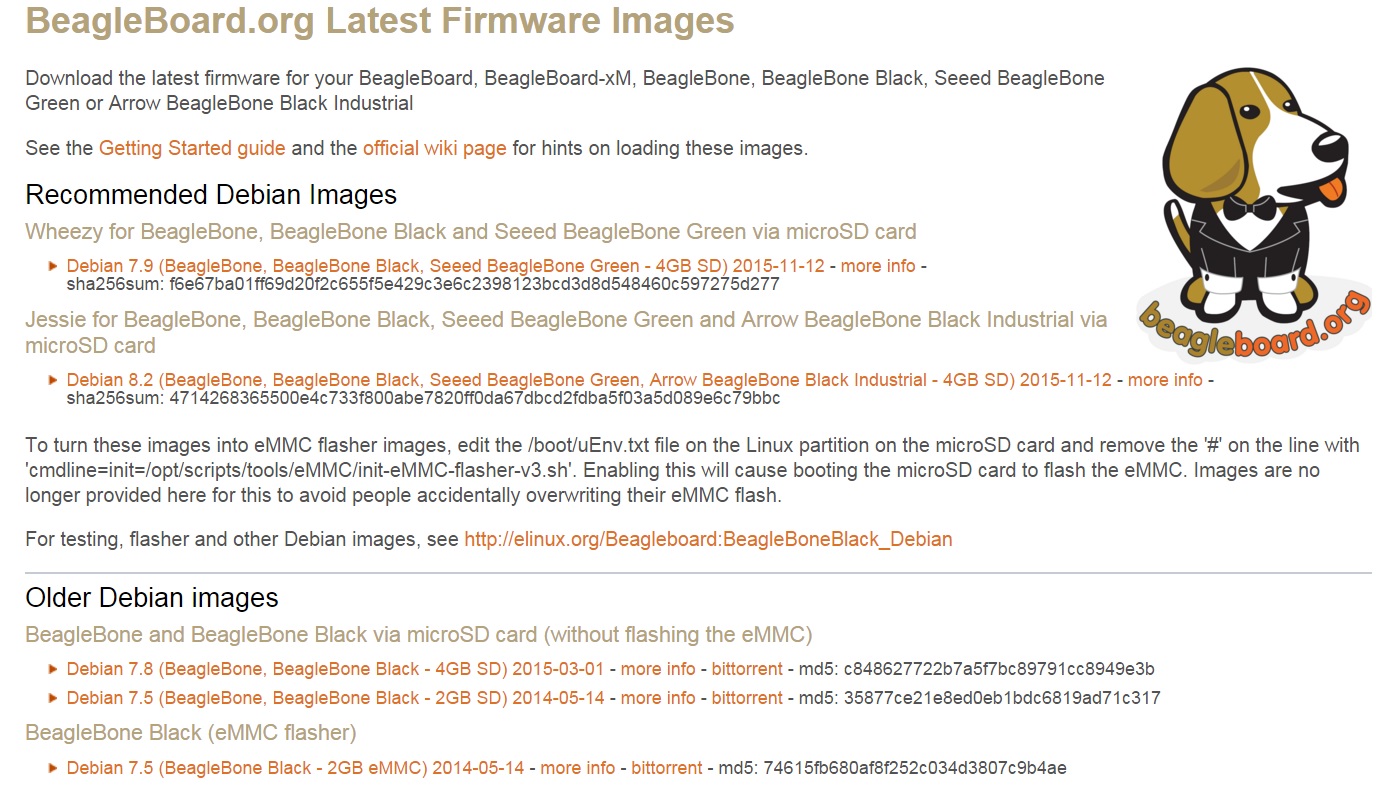 BeagleBoard.org Latest Firmware Images
Download the latest firmware for your BeagleBoard, BeagleBoard-xM, BeagleBone, BeagleBone Black, Seeed BeagleBone
Green or Arrow BeagleBone Black Industrial
See the Getting Started guide and the official wiki page for hints on loading these images.
Recommended Debian Images
Wheezy for BeagleBone, BeagleBone Black and Seeed BeagleBone Green via microSD card
Debian 7.9 (BeagleBone, BeagleBone Black, Seeed BeagleBone Green - 4GB SD) 2015-11-12 - more info -
sha256sum: f6e67ba01ff69d20f2c655f5e429c3e6c2398123bcd3d8d548460c597275d277
Jessie for BeagleBone, BeagleBone Black, Seeed BeagleBone Green and Arrow BeagleBone Black Industrial via
microSD card
beagleboard.org
Debian 8.2 (BeagleBone, BeagleBone Black, Seeed BeagleBone Green, Arrow BeagleBone Black Industrial - 4GB SD) 2015-11-12 - more info -
sha256sum: 4714268365500e4c733f800abe7820ff0da67dbcd2fdba5f03a5d089e6c79bbc
To turn these images into eMMC flasher images, edit the /boot/uEnv.txt file on the Linux partition on the microSD card and remove the '#' on the line with
'cmdline=init=/opt/scripts/tools/eMMC/init-eMMC-flasher-v3.sh'. Enabling this will cause booting the microSD card to flash the eMMC. Images are no
longer provided here for this to avoid people accidentally overwriting their eMMC flash.
For testing, flasher and other Debian images, see http://elinux.org/Beagleboard:BeagleBoneBlack_Debian
Older Debian images
BeagleBone and BeagleBone Black via microSD card (without flashing the eMMC)
Debian 7.8 (BeagleBone, BeagleBone Black - 4GB SD) 2015-03-01 - more info - bittorrent - md5: c848627722b7a5f7bc89791cc8949e3b
Debian 7.5 (BeagleBone, BeagleBone Black - 2GB SD) 2014-05-14 - more info - bittorrent - md5: 35877ce21e8ed0eb1bdc6819ad71c317
BeagleBone Black (eMMC flasher)
Debian 7.5 (BeagleBone Black - 2GB eMMC) 2014-05-14 - more info - bittorrent - md5: 74615fb680af8f252c034d3807c9b4ae